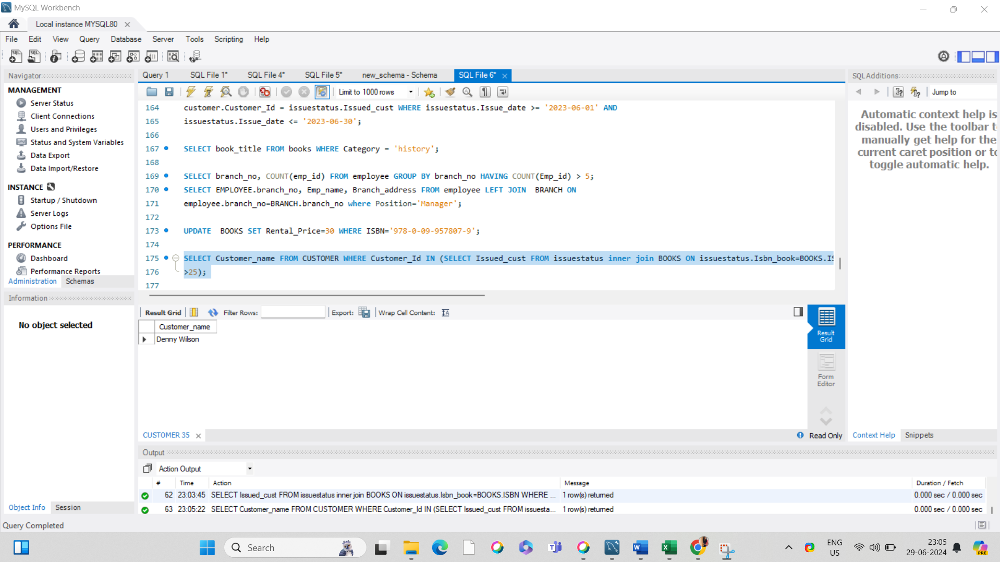 MySQL Workbench
Local instance MYSQL80
File Edit View Query Database Server Tools Scripting Help
Navigator
MANAGEMENT
Server Status
Client Connections
Users and Privileges
Status and System Variables
Data Export
Data Import/Restore
INSTANCE
Startup / Shutdown
Server Logs
Options File
PERFORMANCE
Dashboard
Performance Reports
Administration Schemas
Information
No object selected
Object Info Session
Query 1 SQL File 1* SQL File 4* SQL File 5* new_schema - Schema SQL File 6*
Limit to 1000 rows
164 customer.Customer_Id = issuestatus.Issued_cust WHERE issuestatus.Issue_date >= '2023-06-01' AND
165 issuestatus.Issue_date <= '2023-06-30';
166
167 SELECT book_title FROM books WHERE Category = 'history';
168
169 SELECT branch_no, COUNT(emp_id) FROM employee GROUP BY branch_no HAVING COUNT(Emp_id) > 5;
170 SELECT EMPLOYEE.branch_no, Emp_name, Branch_address FROM employee LEFT JOIN  BRANCH ON
171 employee.branch_no=BRANCH.branch_no where Position='Manager';
172
173 UPDATE  BOOKS SET Rental_Price=30 WHERE ISBN='978-0-09-957807-9';
174
175 SELECT Customer_name FROM CUSTOMER WHERE Customer_Id IN (SELECT Issued_cust FROM issuestatus inner join BOOKS ON issuestatus.Isbn_book=BOOKS.IS
176 >25);
177
Result Grid Filter Rows: Export: Wrap Cell Content:
Customer_name
Denny Wilson
Result
Grid
Form
Editor
CUSTOMER 35
Read Only
SQLAdditions
Jump to
Automatic context help is
disabled. Use the toolbar t
manually get help for the
current caret position or to
toggle automatic help.
Context Help Snippets
Output
Action Output
# Time Action Message Duration / Fetch
62 23:03:45 SELECT Issued_cust FROM issuestatus inner join BOOKS ON issuestatus.Isbn_book=BOOKS.ISBN WHERE ... 1 row(s) returned 0.000 sec / 0.000 sec
63 23:05:22 SELECT Customer_name FROM CUSTOMER WHERE Customer_Id IN (SELECT Issued_cust FROM issuesta... 1 row(s) returned 0.000 sec / 0.000 sec
Query Completed
Search
ENG
US
23:05
29-06-2024
PRE